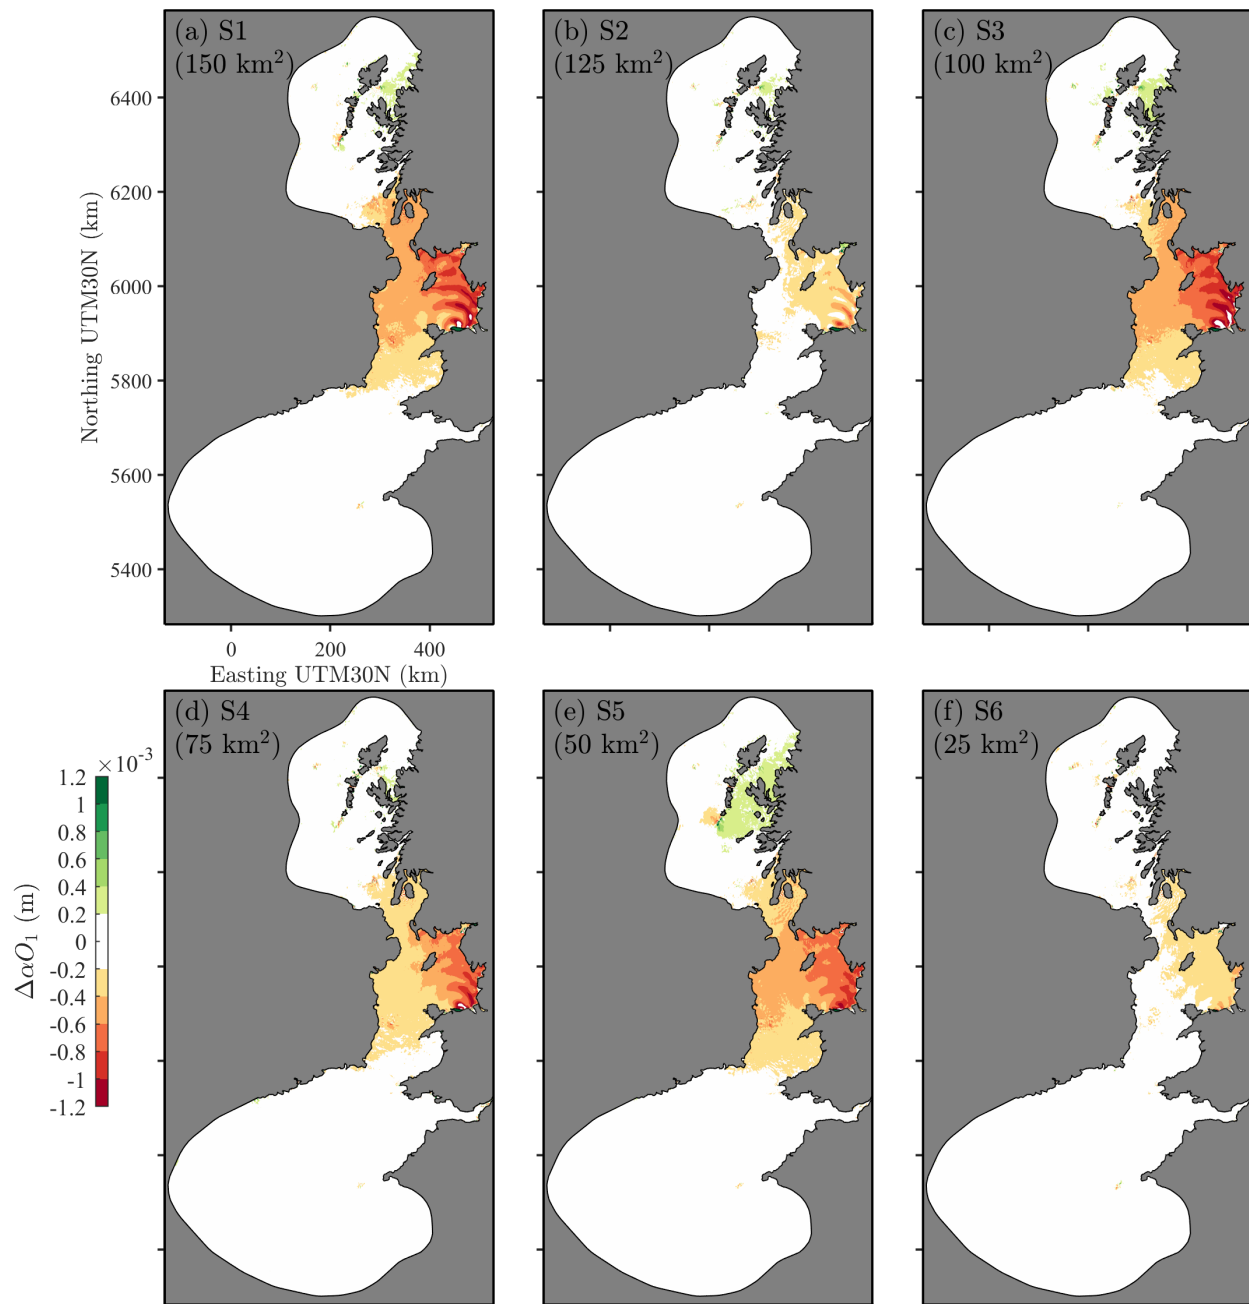 (a) S1
(150 km²)
(b) S2
(125 km²)
(c) S3
(100 km²)
6400
6200
6000
5800
5600
5400
Northing UTM30N (km)
0 200 400
Easting UTM30N (km)
(d) S4
(75 km²)
(e) S5
(50 km²)
(f) S6
(25 km²)
×10⁻³
1.2
1
0.8
0.6
0.4
0.2
0
-0.2
-0.4
-0.6
-0.8
-1
-1.2
ΔαO₁ (m)